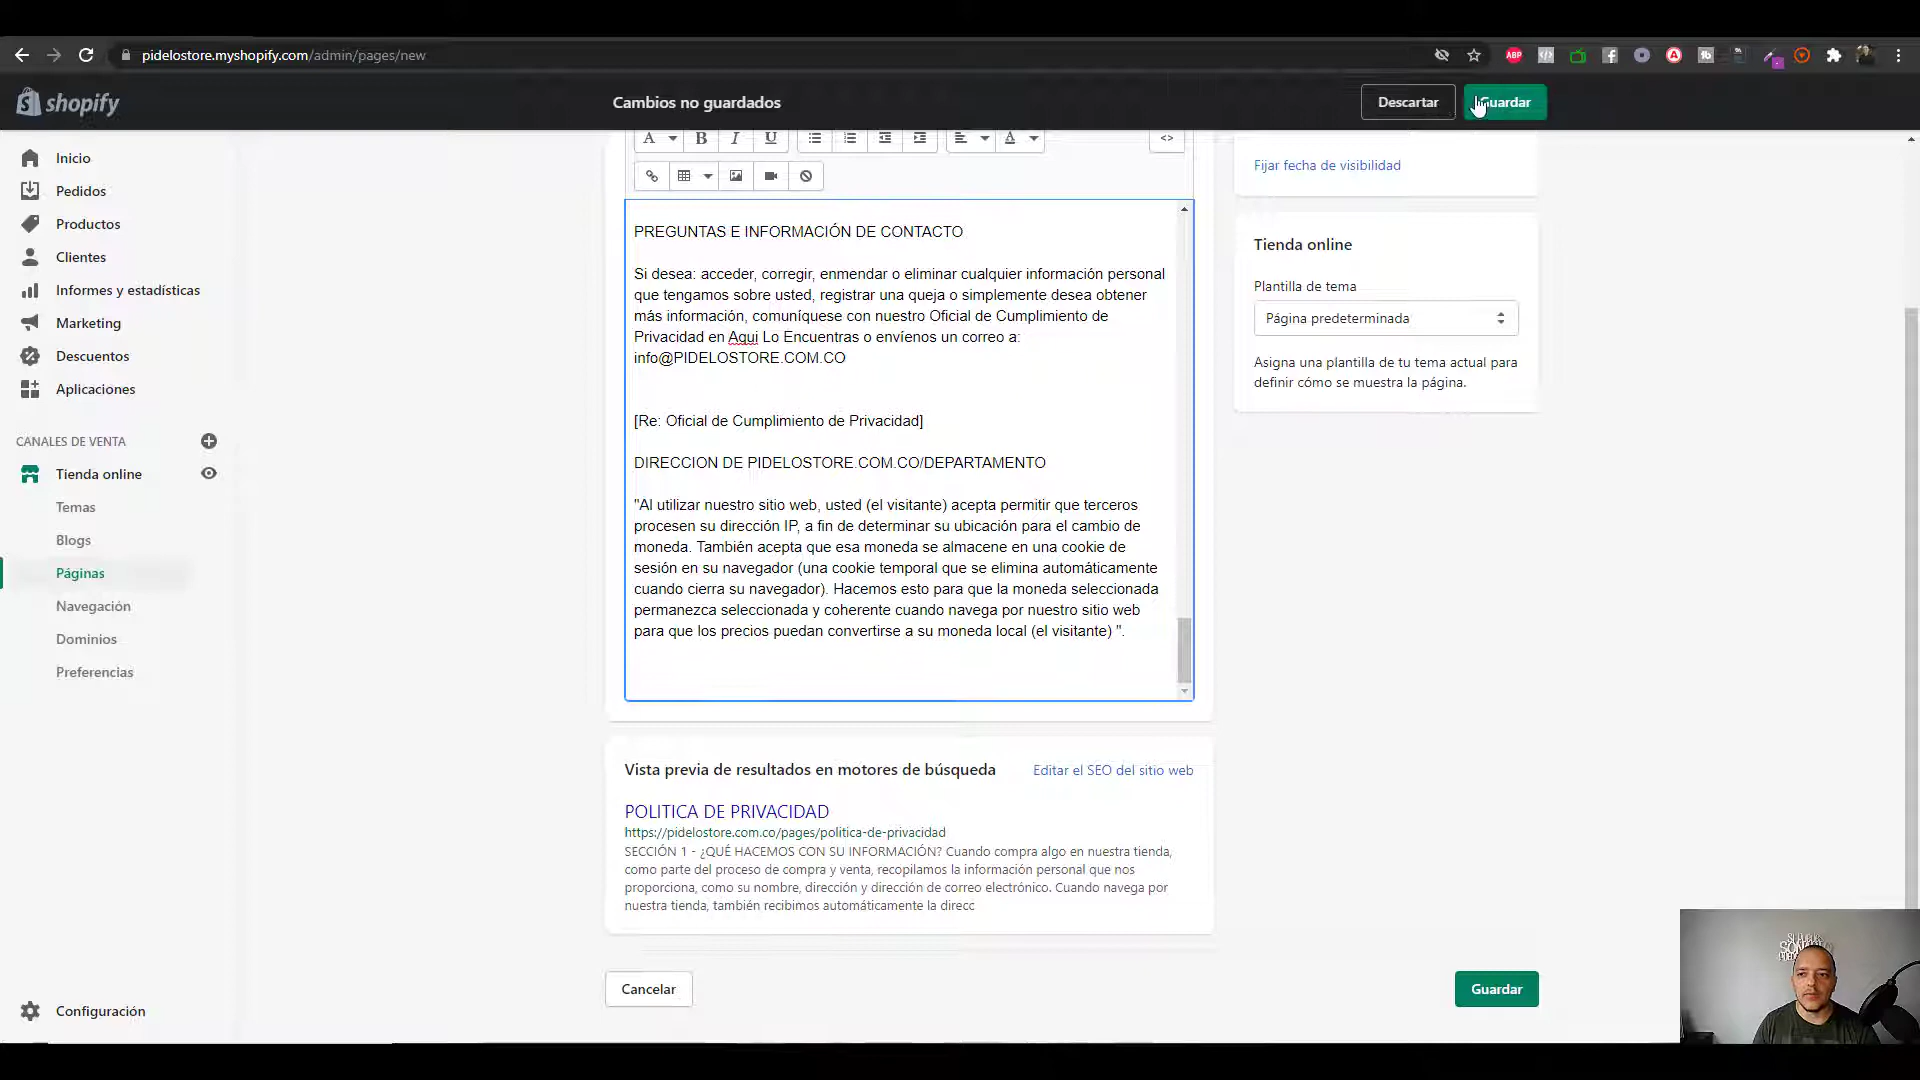 pidelostore.myshopify.com/admin/pages/new
shopify
Cambios no guardados
Descartar
Guardar
Inicio
Pedidos
Productos
Clientes
Informes y estadísticas
Marketing
Descuentos
Aplicaciones
CANALES DE VENTA
Tienda online
Temas
Blogs
Páginas
Navegación
Dominios
Preferencias
Configuración
PREGUNTAS E INFORMACIÓN DE CONTACTO
Si desea: acceder, corregir, enmendar o eliminar cualquier información personal
que tengamos sobre usted, registrar una queja o simplemente desea obtener
más información, comuníquese con nuestro Oficial de Cumplimiento de
Privacidad en Aqui Lo Encuentras o envíenos un correo a:
info@PIDELOSTORE.COM.CO
[Re: Oficial de Cumplimiento de Privacidad]
DIRECCION DE PIDELOSTORE.COM.CO/DEPARTAMENTO
"Al utilizar nuestro sitio web, usted (el visitante) acepta permitir que terceros
procesen su dirección IP, a fin de determinar su ubicación para el cambio de
moneda. También acepta que esa moneda se almacene en una cookie de
sesión en su navegador (una cookie temporal que se elimina automáticamente
cuando cierra su navegador). Hacemos esto para que la moneda seleccionada
permanezca seleccionada y coherente cuando navega por nuestro sitio web
para que los precios puedan convertirse a su moneda local (el visitante) ".
Fijar fecha de visibilidad
Tienda online
Plantilla de tema
Página predeterminada
Asigna una plantilla de tu tema actual para
definir cómo se muestra la página.
Vista previa de resultados en motores de búsqueda
Editar el SEO del sitio web
POLITICA DE PRIVACIDAD
https://pidelostore.com.co/pages/politica-de-privacidad
SECCIÓN 1 - ¿QUÉ HACEMOS CON SU INFORMACIÓN? Cuando compra algo en nuestra tienda,
como parte del proceso de compra y venta, recopilamos la información personal que nos
proporciona, como su nombre, dirección y dirección de correo electrónico. Cuando navega por
nuestra tienda, también recibimos automáticamente la direcc
Cancelar
Guardar